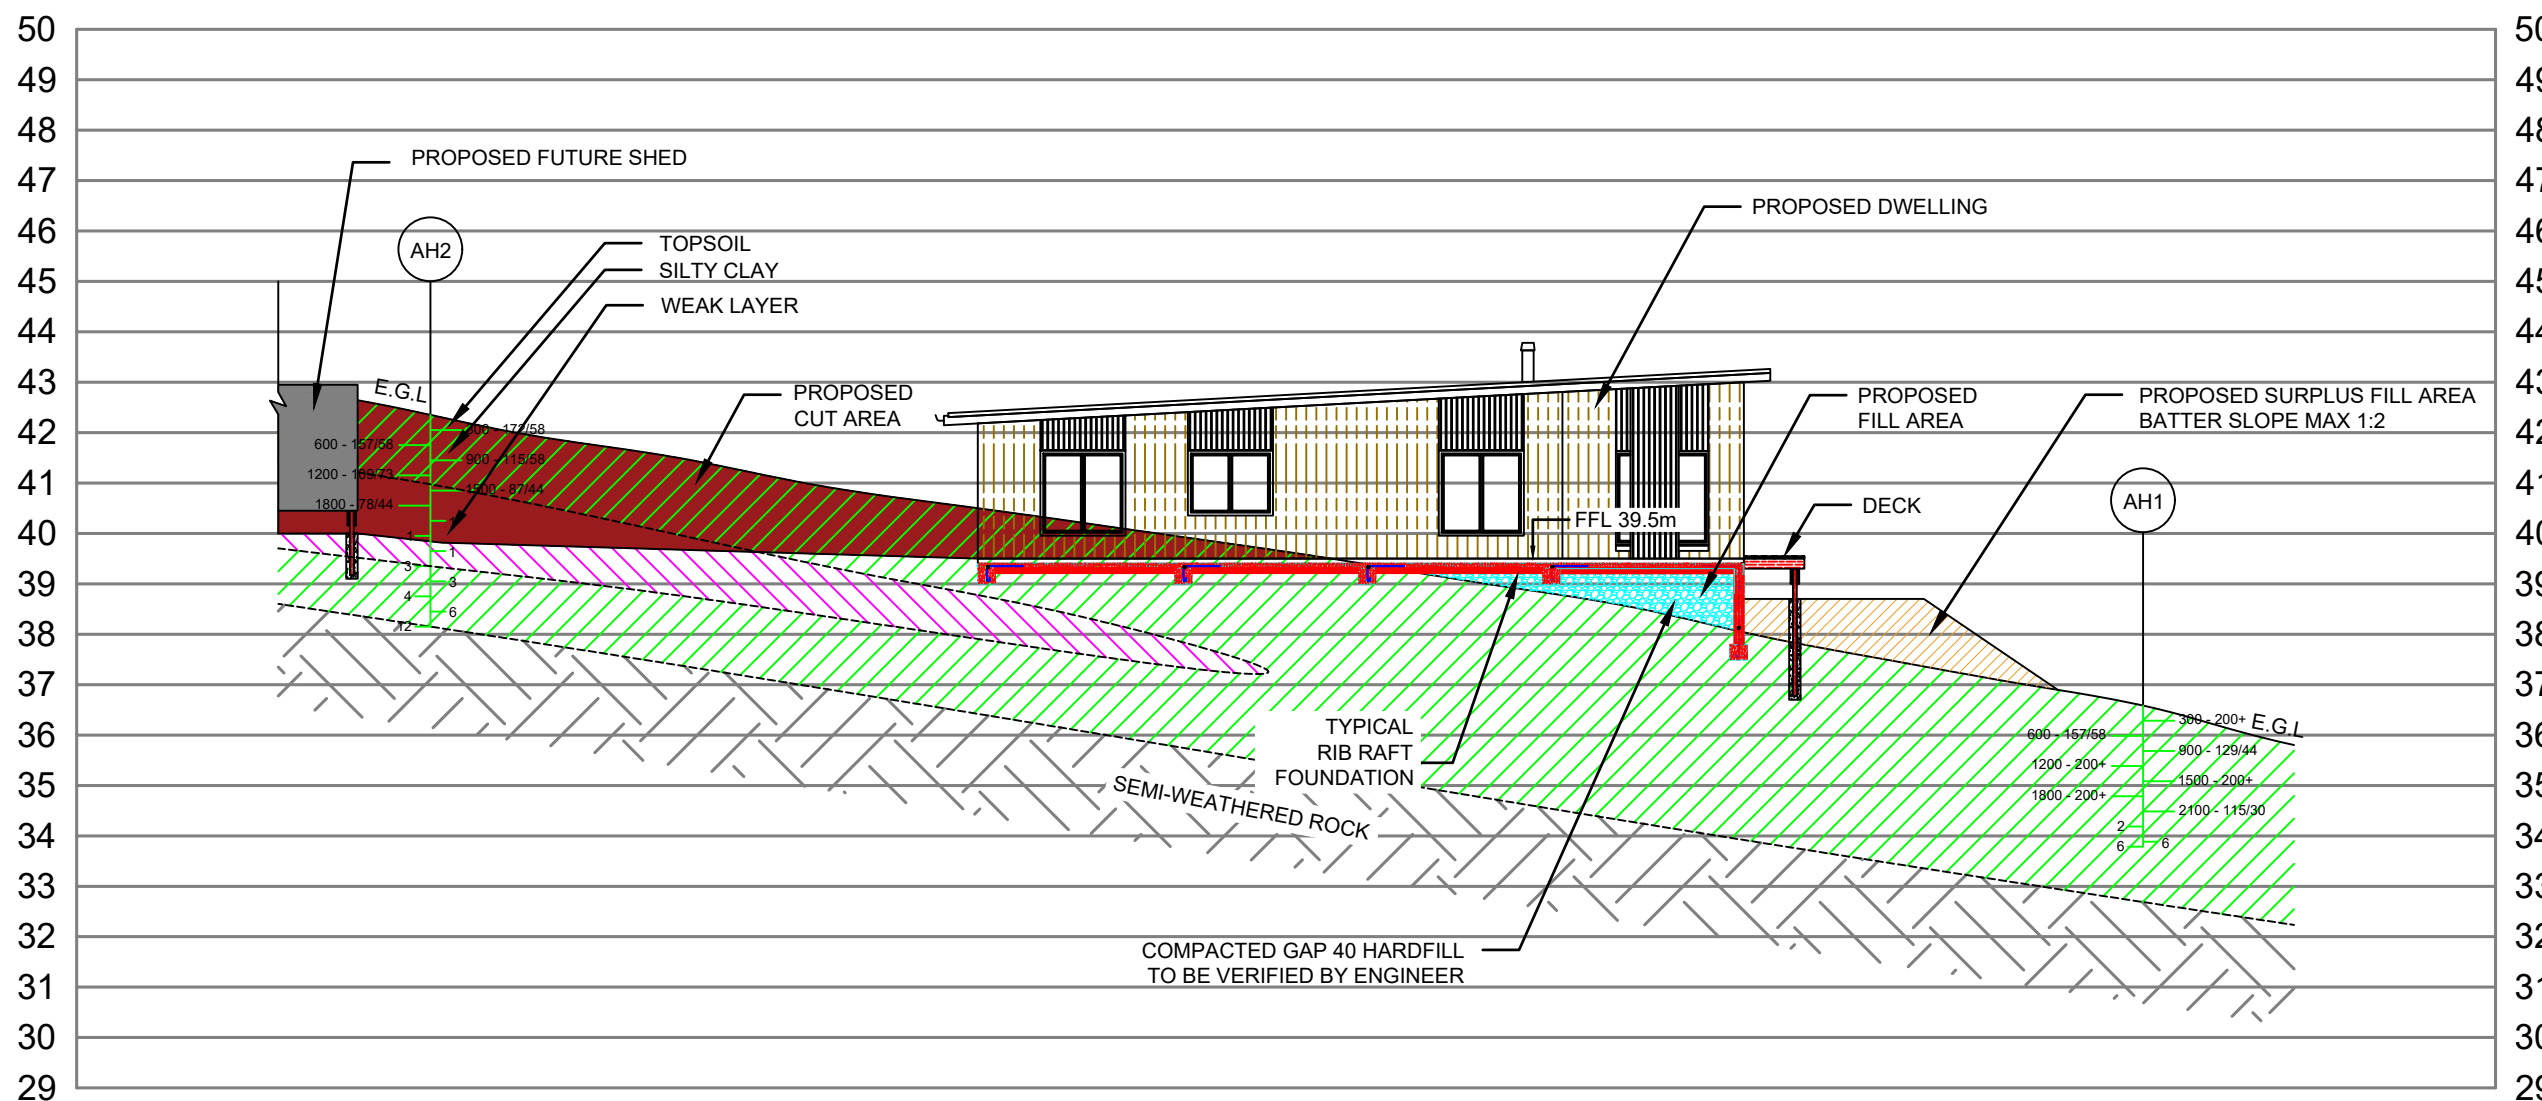 50
49
48
47
46
45
44
43
42
41
40
39
38
37
36
35
34
33
32
31
30
29
PROPOSED FUTURE SHED
AH2
TOPSOIL
SILTY CLAY
WEAK LAYER
E.G.L
PROPOSED
CUT AREA
300 - 172/58
600 - 157/58
900 - 115/58
1200 - 189/73
1500 - 87/44
1800 - 78/44
1
1
1
3
3
4
6
12
PROPOSED DWELLING
FFL 39.5m
PROPOSED
FILL AREA
PROPOSED SURPLUS FILL AREA
BATTER SLOPE MAX 1:2
DECK
AH1
300 - 200+
E.G.L
600 - 157/58
900 - 129/44
1200 - 200+
1500 - 200+
1800 - 200+
2100 - 115/30
2
6
6
TYPICAL
RIB RAFT
FOUNDATION
SEMI-WEATHERED ROCK
COMPACTED GAP 40 HARDFILL
TO BE VERIFIED BY ENGINEER